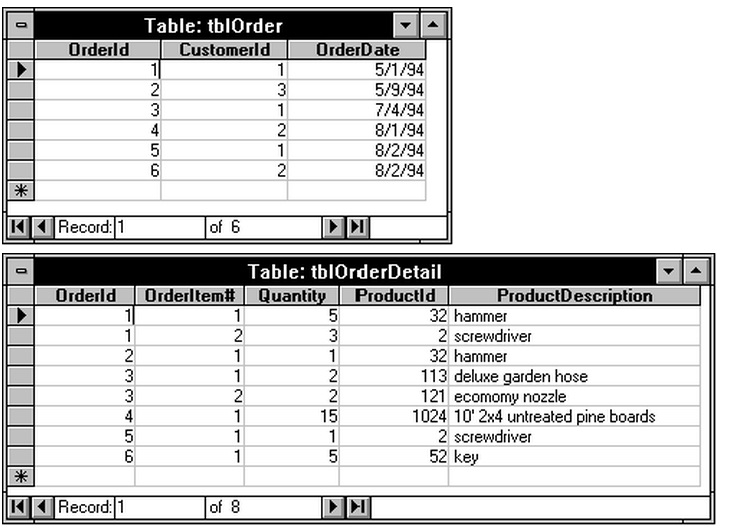 Table: tblOrder
OrderId CustomerId OrderDate
1 1 5/1/94
2 3 5/9/94
3 1 7/4/94
4 2 8/1/94
5 1 8/2/94
6 2 8/2/94
Record: 1 of 6
Table: tblOrderDetail
OrderId OrderItem# Quantity ProductId ProductDescription
1 1 5 32 hammer
1 2 3 2 screwdriver
2 1 1 32 hammer
3 1 2 113 deluxe garden hose
3 2 2 121 ecomomy nozzle
4 1 15 1024 10' 2x4 untreated pine boards
5 1 1 2 screwdriver
6 1 5 52 key
Record: 1 of 8